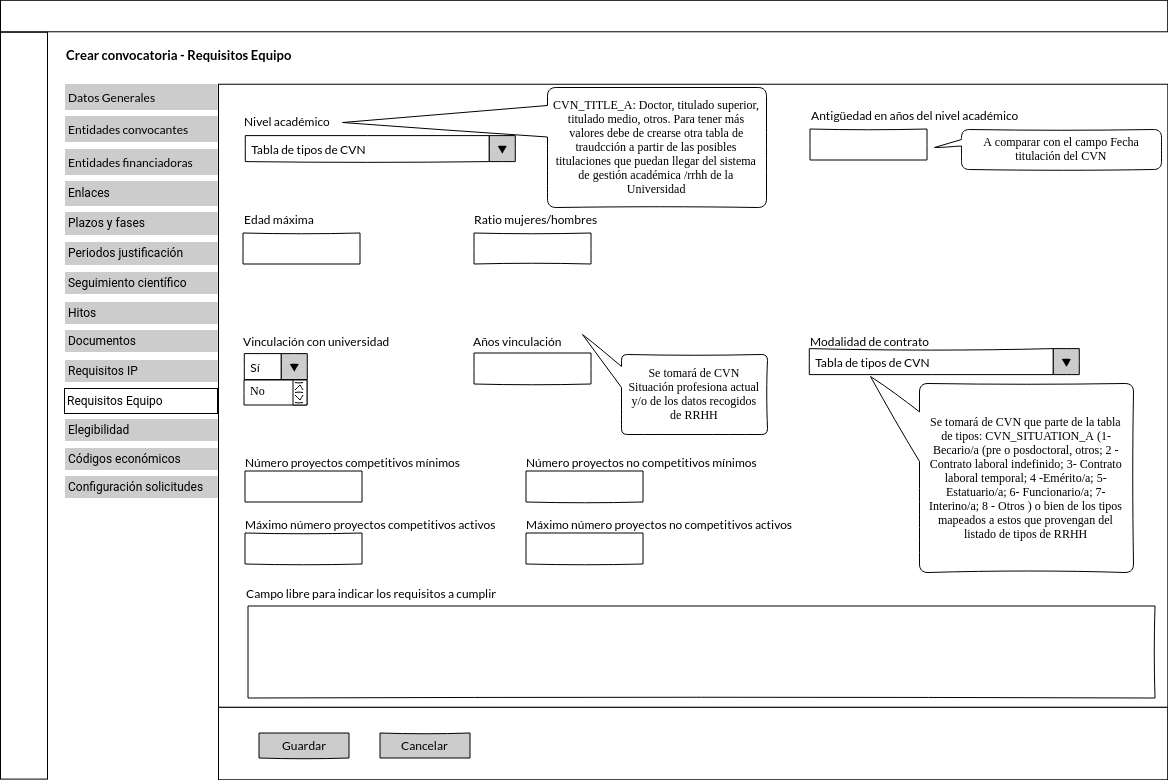 Crear convocatoria - Requisitos Equipo
Datos Generales
Entidades convocantes
Entidades financiadoras
Enlaces
Plazos y fases
Periodos justificación
Seguimiento científico
Hitos
Documentos
Requisitos IP
Requisitos Equipo
Elegibilidad
Códigos económicos
Configuración solicitudes
Nivel académico
Tabla de tipos de CVN
CVN_TITLE_A: Doctor, titulado superior,
titulado medio, otros. Para tener más
valores debe de crearse otra tabla de
traudcción a partir de las posibles
titulaciones que puedan llegar del sistema
de gestión académica /rrhh de la
Universidad
Antigüedad en años del nivel académico
A comparar con el campo Fecha
titulación del CVN
Edad máxima
Ratio mujeres/hombres
Vinculación con universidad
Sí
No
Años vinculación
Se tomará de CVN
Situación profesiona actual
y/o de los datos recogidos
de RRHH
Modalidad de contrato
Tabla de tipos de CVN
Se tomará de CVN que parte de la tabla
de tipos: CVN_SITUATION_A (1-
Becario/a (pre o posdoctoral, otros; 2 -
Contrato laboral indefinido; 3- Contrato
laboral temporal; 4 -Emérito/a; 5-
Estatuario/a; 6- Funcionario/a; 7-
Interino/a; 8 - Otros ) o bien de los tipos
mapeados a estos que provengan del
listado de tipos de RRHH
Número proyectos competitivos mínimos
Número proyectos no competitivos mínimos
Máximo número proyectos competitivos activos
Máximo número proyectos no competitivos activos
Campo libre para indicar los requisitos a cumplir
Guardar
Cancelar